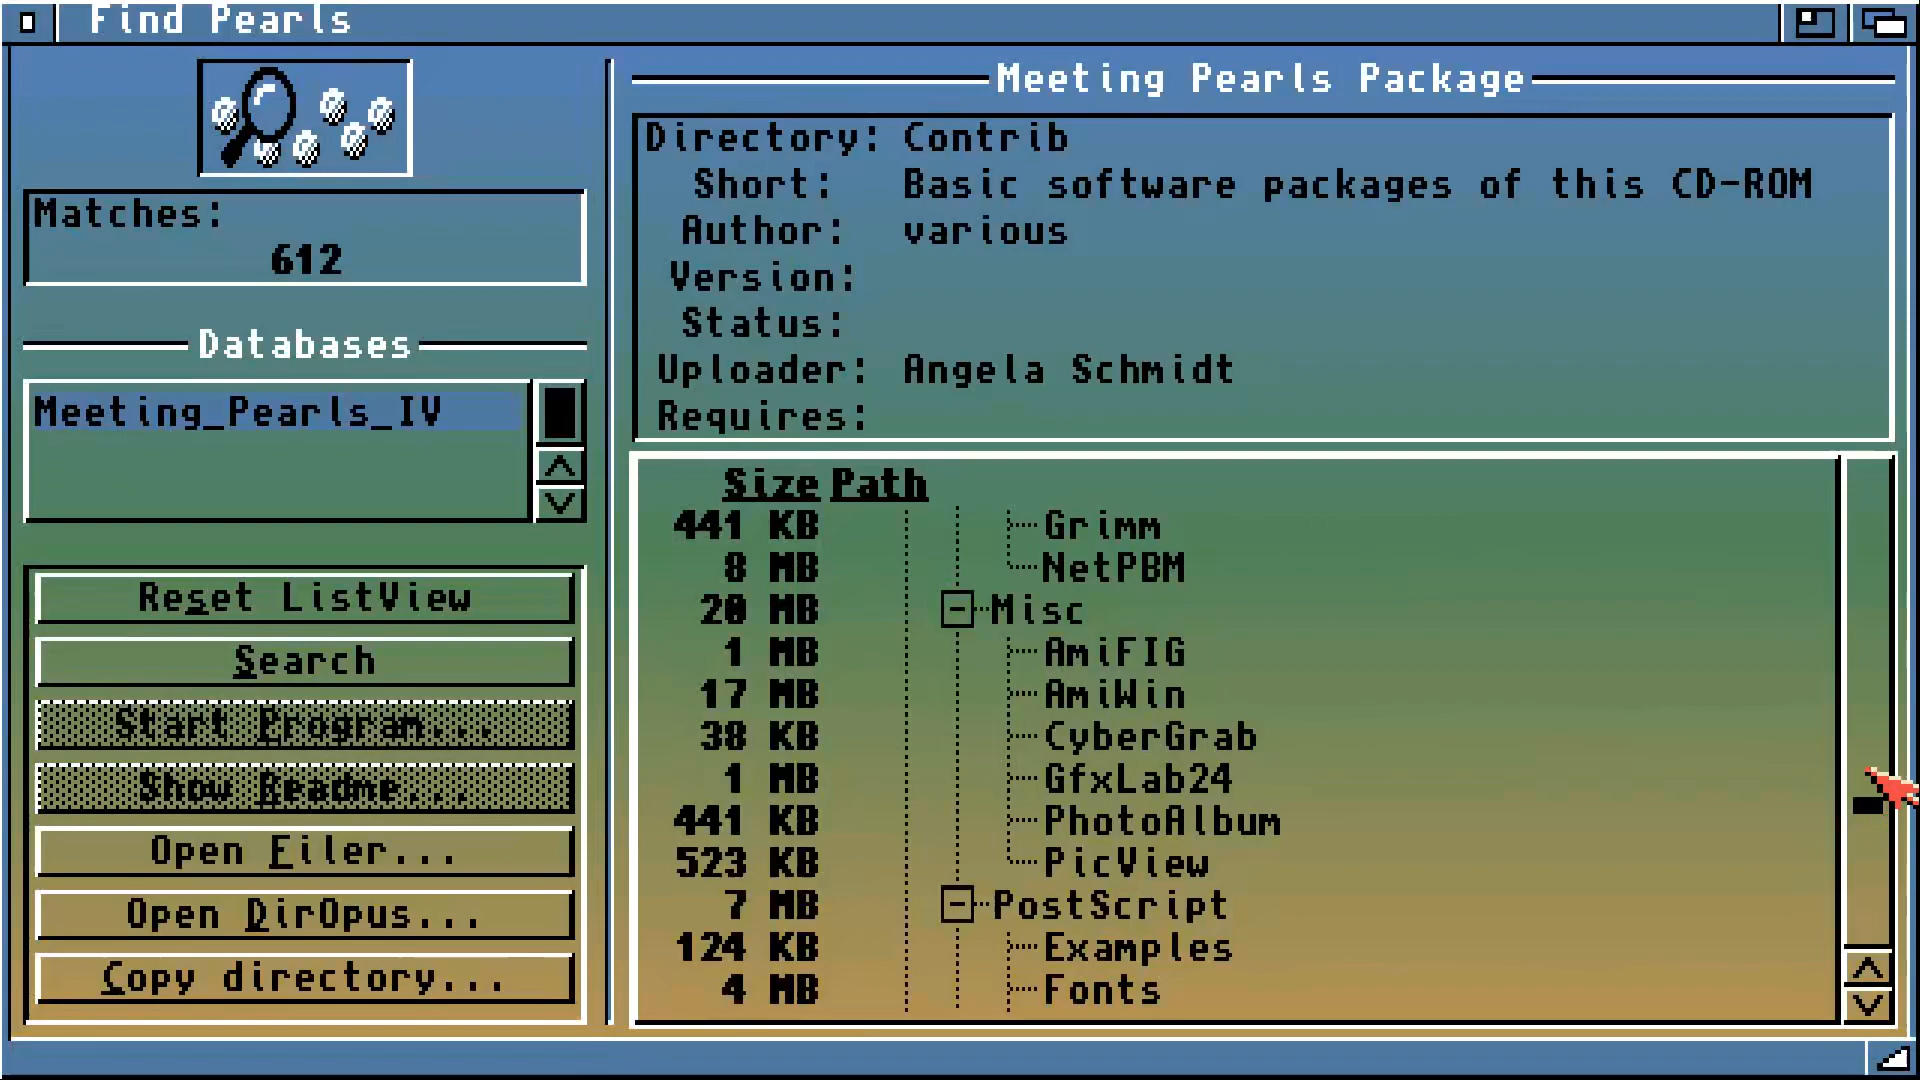 Find Pearls
Matches:
612
Databases
Meeting_Pearls_IV
Reset ListView
Search
Start Program...
Show Readme...
Open Filer...
Open DirOpus...
Copy directory...
Meeting Pearls Package
Directory: Contrib
Short: Basic software packages of this CD-ROM
Author: various
Version:
Status:
Uploader: Angela Schmidt
Requires:
Size Path
441 KB Grimm
8 MB NetPBM
20 MB Misc
1 MB AmiFIG
17 MB AmiWin
38 KB CyberGrab
1 MB GfxLab24
441 KB PhotoAlbum
523 KB PicView
7 MB PostScript
124 KB Examples
4 MB Fonts